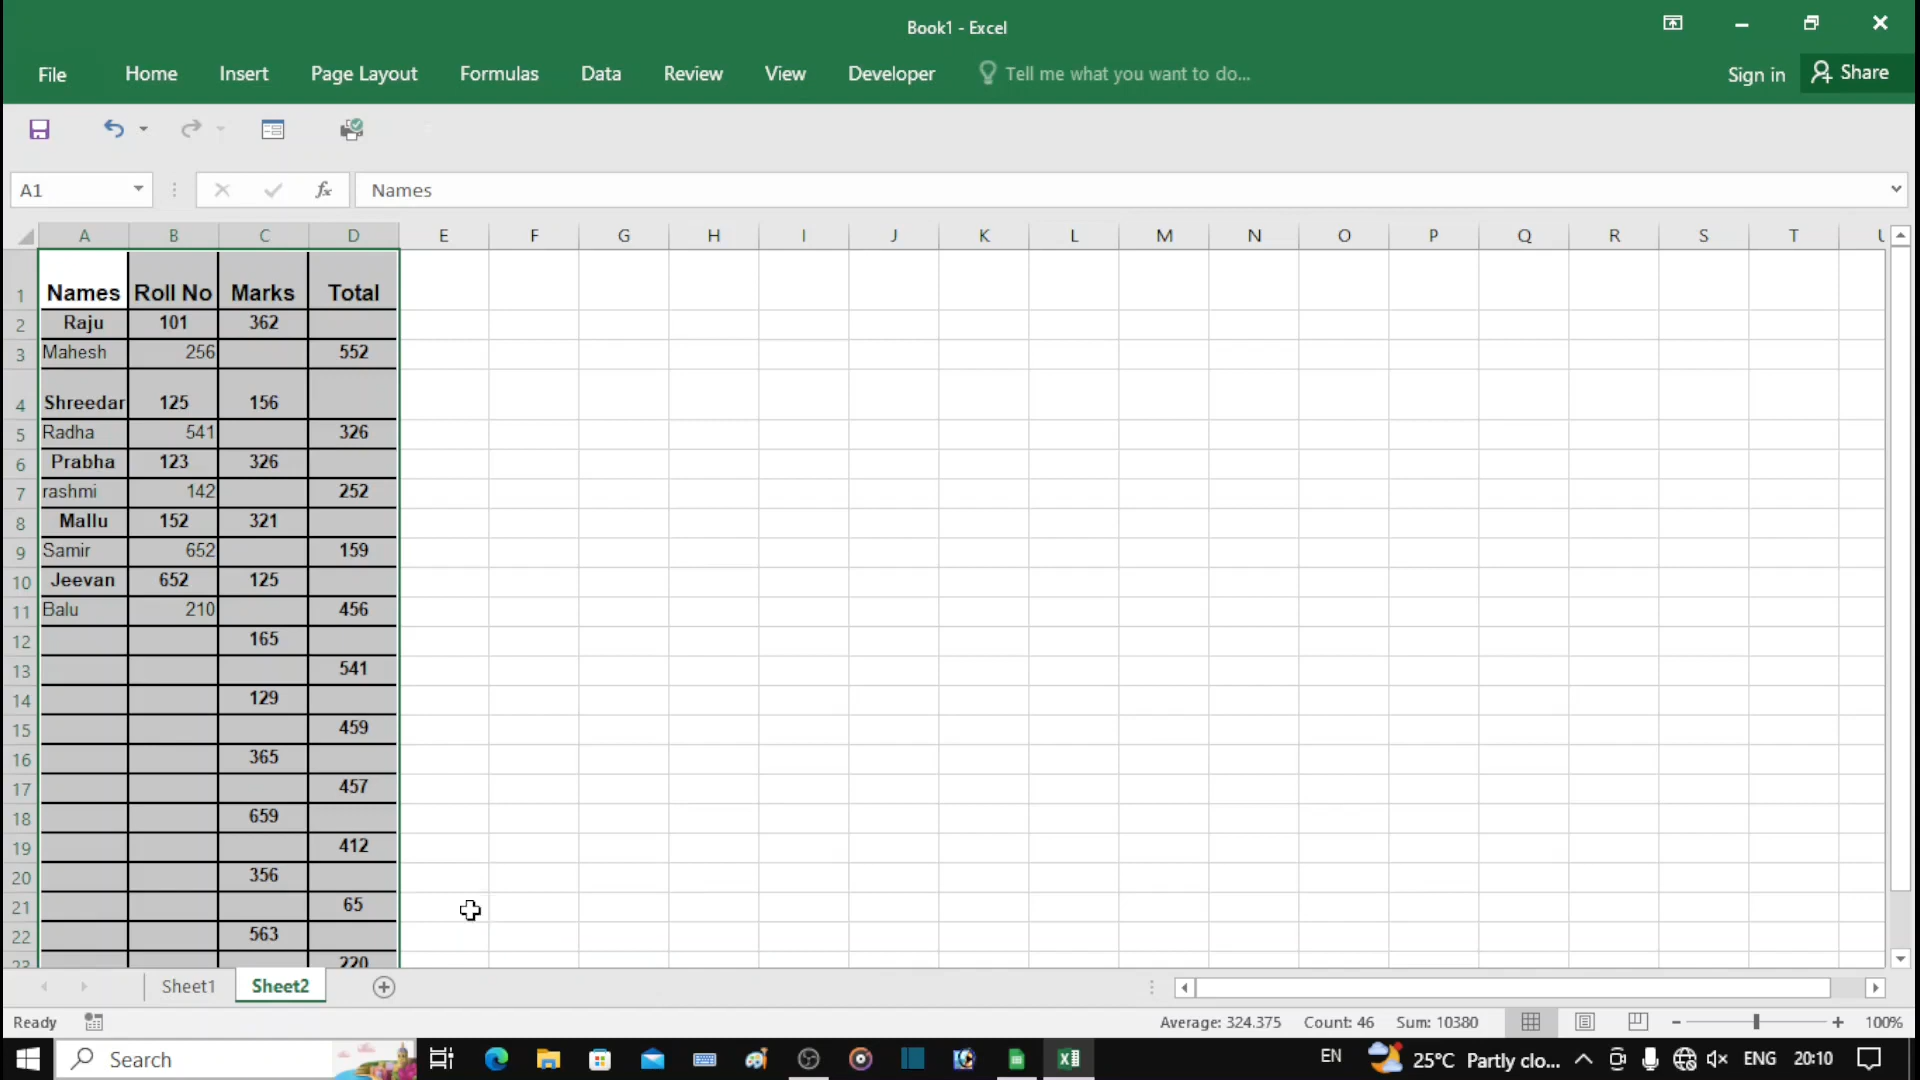 Book1 - Excel
File Home Insert Page Layout Formulas Data Review View Developer Tell me what you want to do... Sign in Share
A1 fx Names
A B C D E F G H I J K L M N O P Q R S T
1 Names Roll No Marks Total
2 Raju 101 362
3 Mahesh 256 552
4 Shreedar 125 156
5 Radha 541 326
6 Prabha 123 326
7 rashmi 142 252
8 Mallu 152 321
9 Samir 652 159
10 Jeevan 652 125
11 Balu 210 456
12 165
13 541
14 129
15 459
16 365
17 457
18 659
19 412
20 356
21 65
22 563
23 220
Sheet1 Sheet2
Ready Average: 324.375 Count: 46 Sum: 10380 100%
Search EN 25°C Partly clo... ENG 20:10